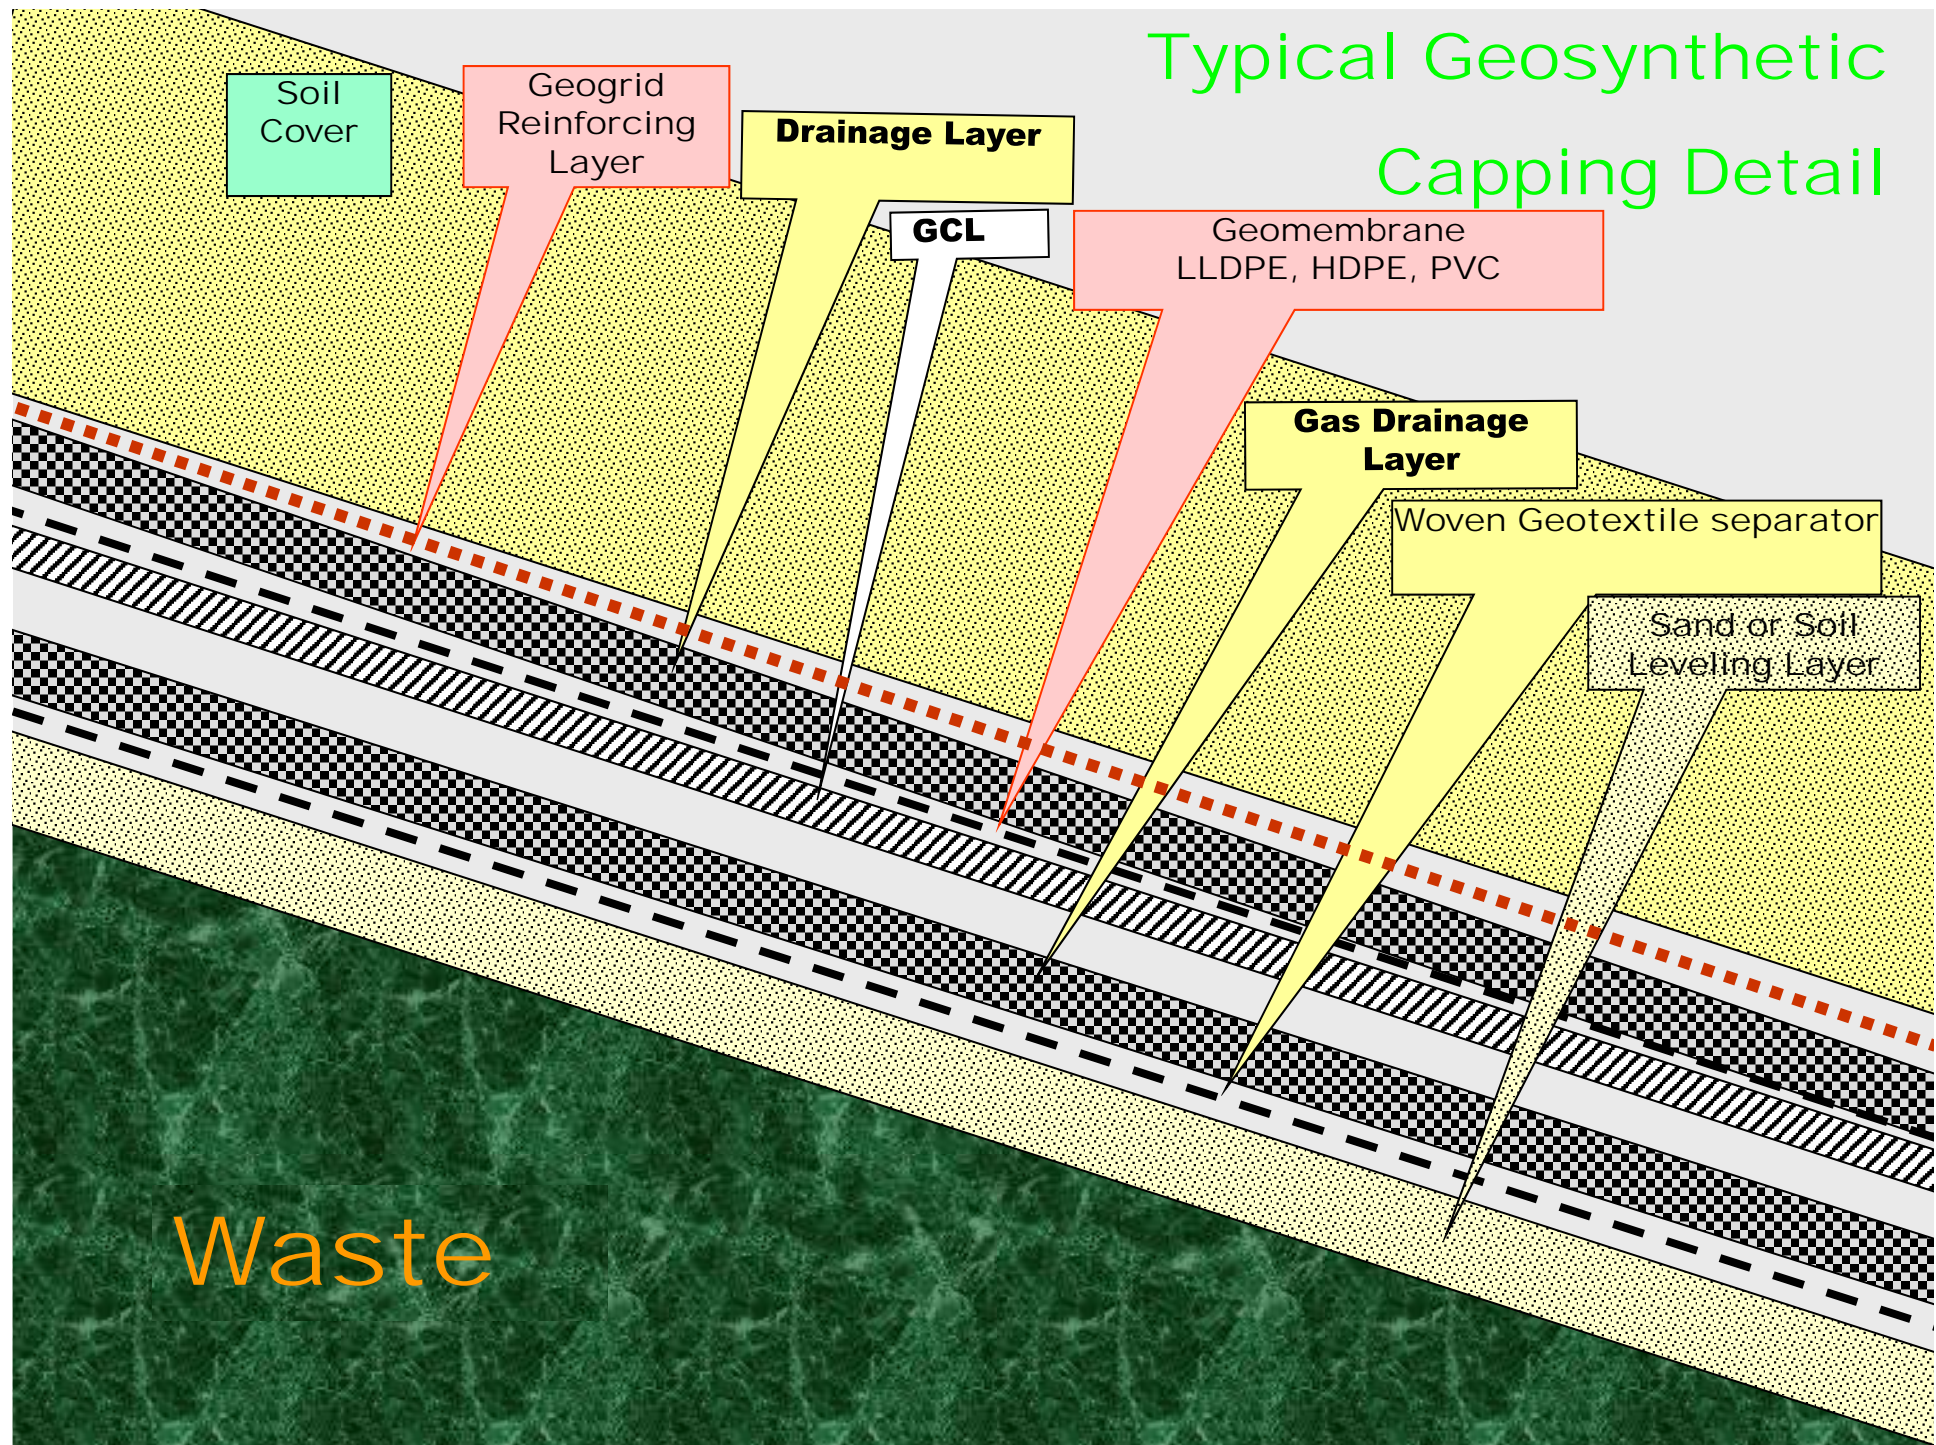 Typical Geosynthetic
Capping Detail
Soil
Cover
Geogrid
Reinforcing
Layer
Drainage Layer
GCL
Geomembrane
LLDPE, HDPE, PVC
Gas Drainage
Layer
Woven Geotextile separator
Sand or Soil
Leveling Layer
Waste